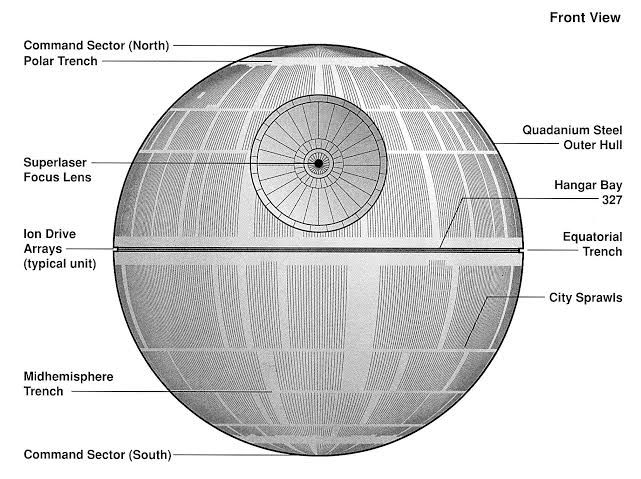 Front View
Command Sector (North)
Polar Trench
Superlaser
Focus Lens
Ion Drive
Arrays
(typical unit)
Midhemisphere
Trench
Command Sector (South)
Quadanium Steel
Outer Hull
Hangar Bay
327
Equatorial
Trench
City Sprawls